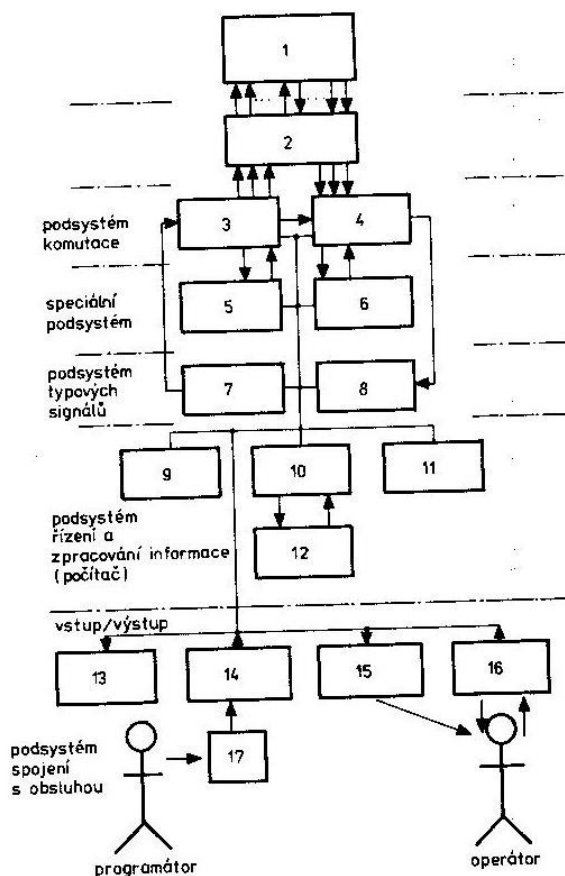 1
2
podsystém
komutace
3
4
speciální
podsystém
5
6
podsystém
typových
signálů
7
8
9
10
11
podsystém
řízení a
zpracování informace
(počítač)
12
vstup/výstup
13
14
15
16
podsystém
spojení
s obsluhou
17
programátor
operátor